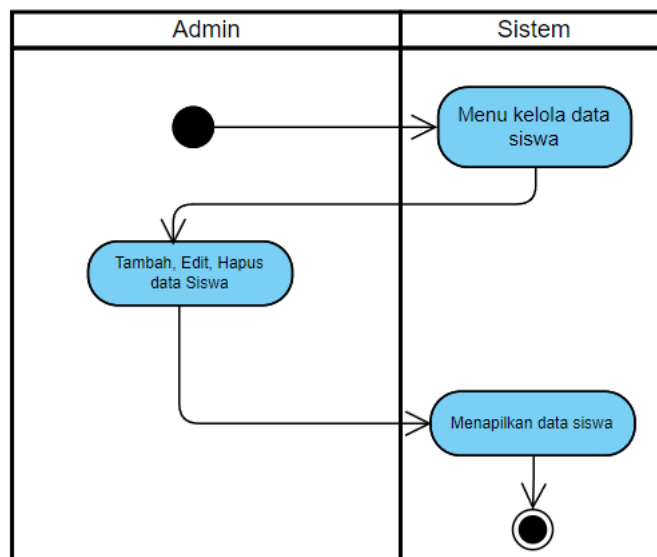 Admin
Sistem
Menu kelola data
siswa
Tambah, Edit, Hapus
data Siswa
Menapilkan data siswa